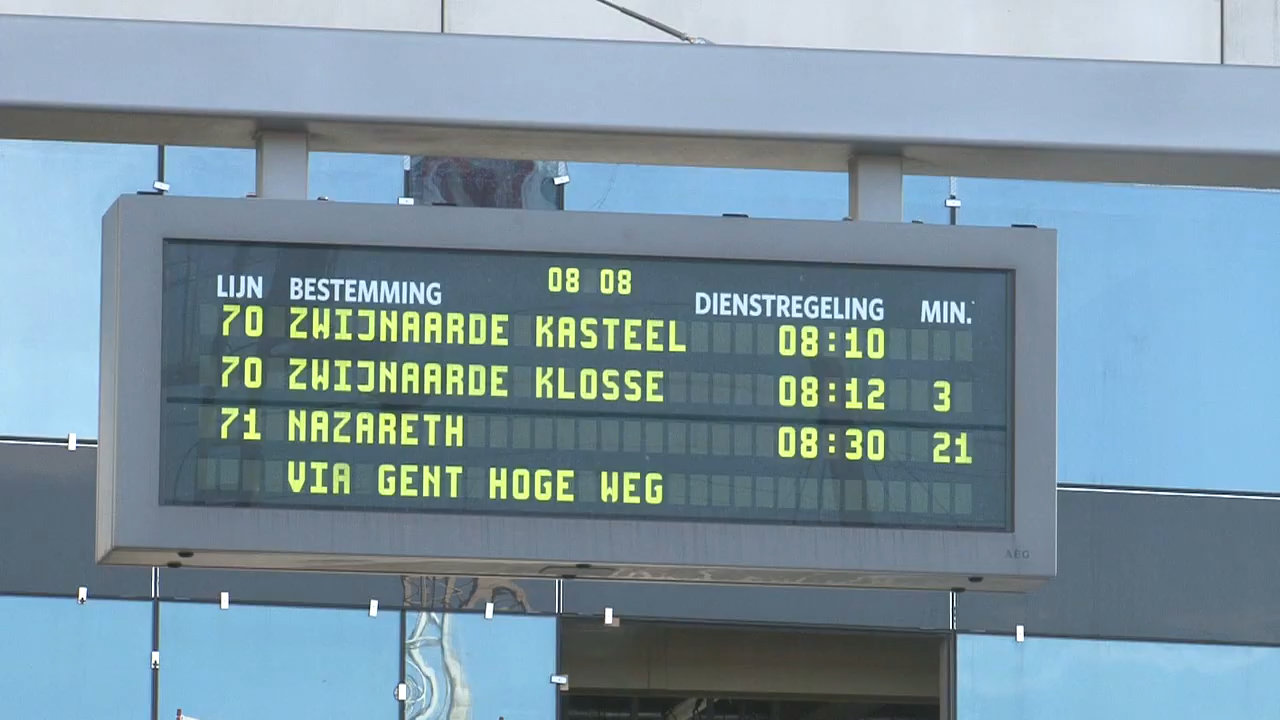 08 08
LIJN BESTEMMING DIENSTREGELING MIN.
70 ZWIJNAARDE KASTEEL 08:10
70 ZWIJNAARDE KLOSSE 08:12 3
71 NAZARETH 08:30 21
VIA GENT HOGE WEG
AEG